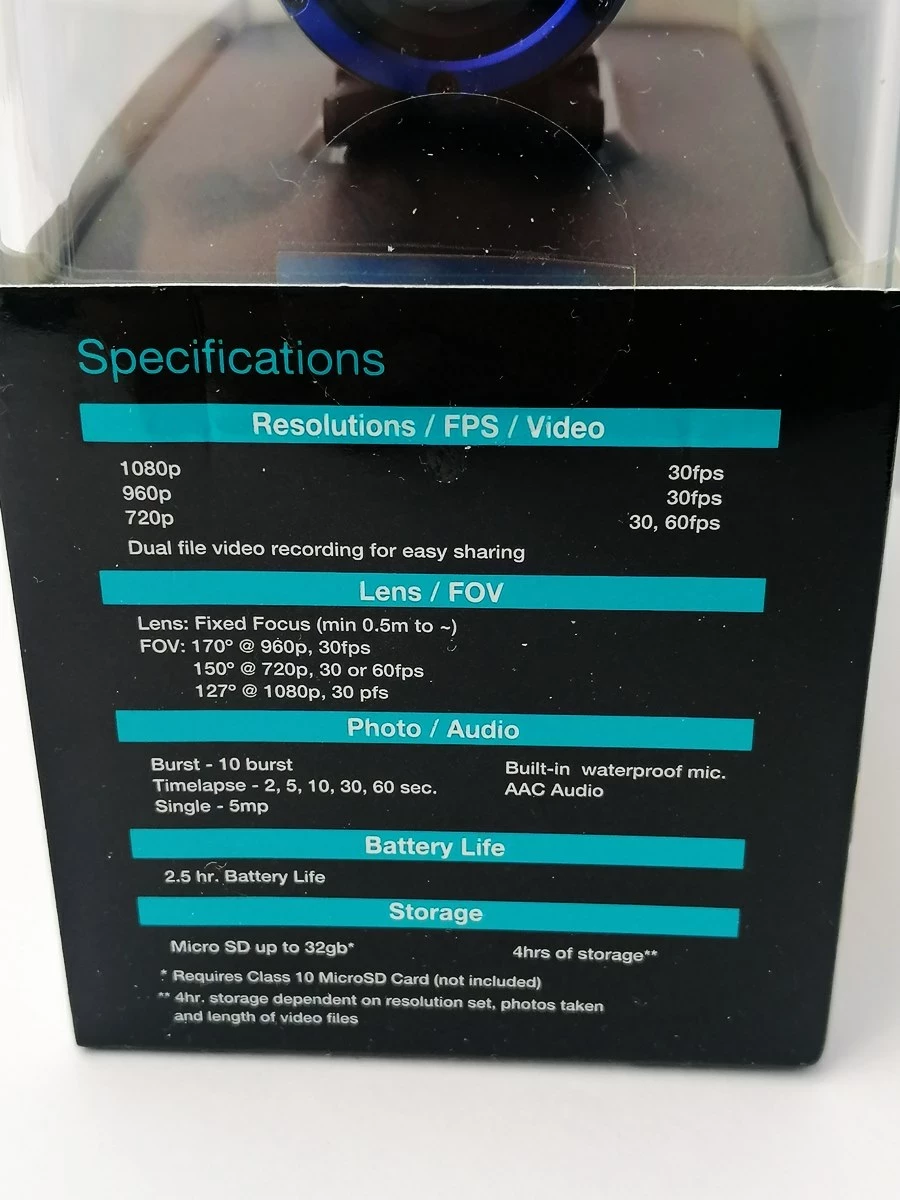 Specifications
Resolutions / FPS / Video
1080p 30fps
960p 30fps
720p 30, 60fps
Dual file video recording for easy sharing
Lens / FOV
Lens: Fixed Focus (min 0.5m to ~)
FOV: 170º @ 960p, 30fps
150º @ 720p, 30 or 60fps
127º @ 1080p, 30 pfs
Photo / Audio
Burst - 10 burst
Timelapse - 2, 5, 10, 30, 60 sec.
Single - 5mp
Built-in waterproof mic.
AAC Audio
Battery Life
2.5 hr. Battery Life
Storage
Micro SD up to 32gb* 4hrs of storage**
* Requires Class 10 MicroSD Card (not included)
** 4hr. storage dependent on resolution set, photos taken
and length of video files